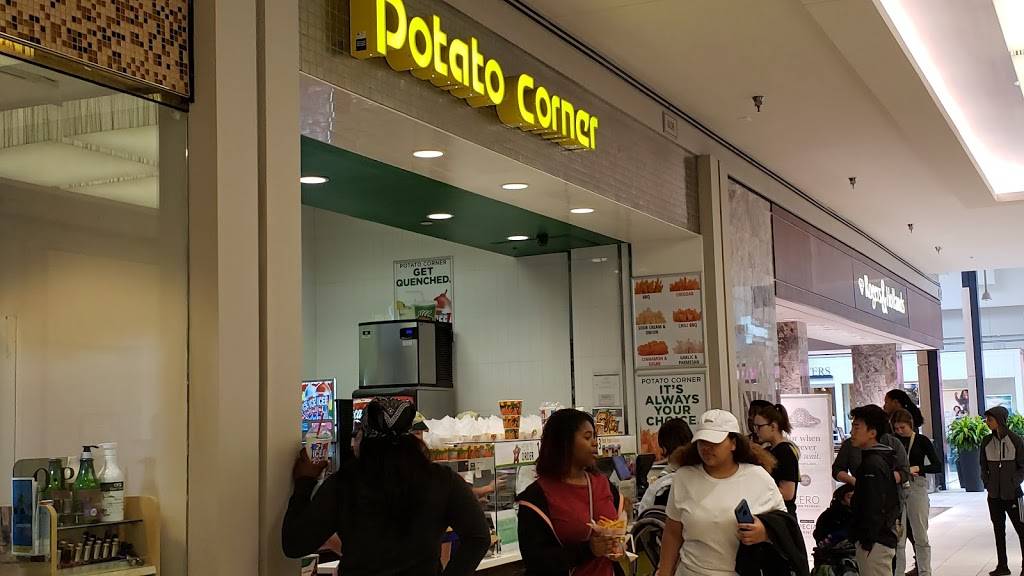 Potato Corner
POTATO CORNER
GET
QUENCHED.
BBQ
CHEDDAR
SOUR CREAM &
ONION
CHILI BBQ
CINNAMON &
SUGAR
GARLIC &
PARMESAN
POTATO CORNER
IT'S
ALWAYS
YOUR
CHOICE.
ORDER
Rogers & Hollands